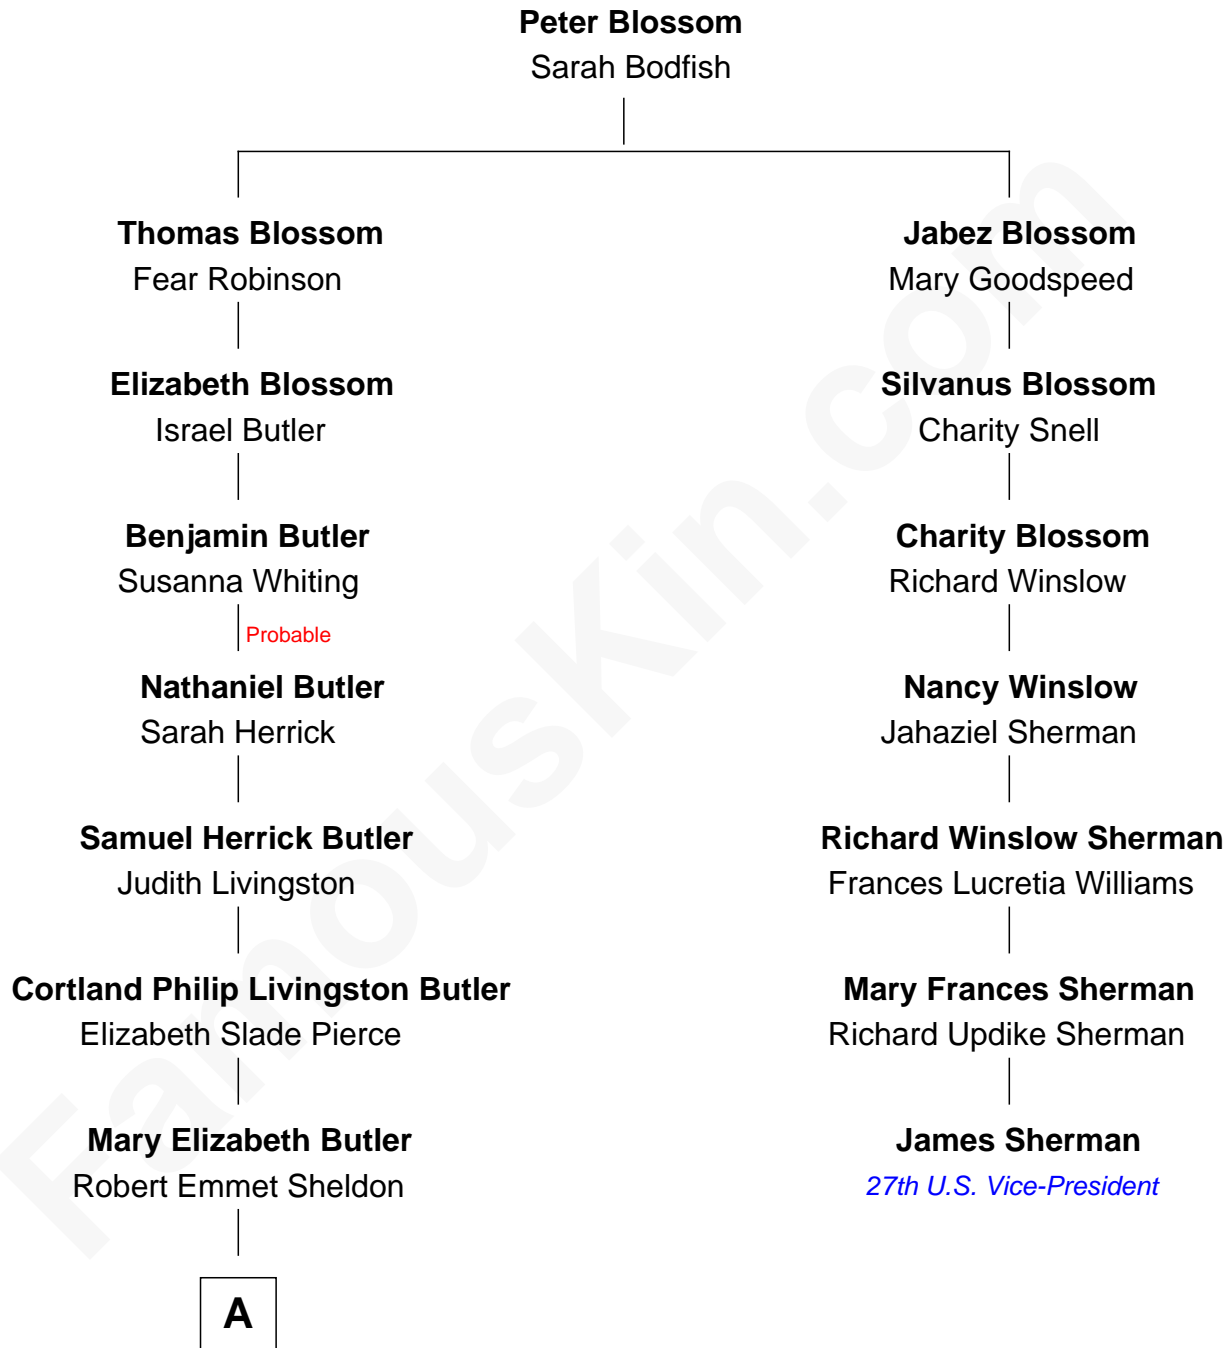 Peter Blossom
Sarah Bodfish
Thomas Blossom
Fear Robinson
Jabez Blossom
Mary Goodspeed
Elizabeth Blossom
Israel Butler
Silvanus Blossom
Charity Snell
Benjamin Butler
Susanna Whiting
Charity Blossom
Richard Winslow
Probable
Nathaniel Butler
Sarah Herrick
Nancy Winslow
Jahaziel Sherman
Samuel Herrick Butler
Judith Livingston
Richard Winslow Sherman
Frances Lucretia Williams
Cortland Philip Livingston Butler
Elizabeth Slade Pierce
Mary Frances Sherman
Richard Updike Sherman
Mary Elizabeth Butler
Robert Emmet Sheldon
James Sherman
27th U.S. Vice-President
A
FamousKin.com